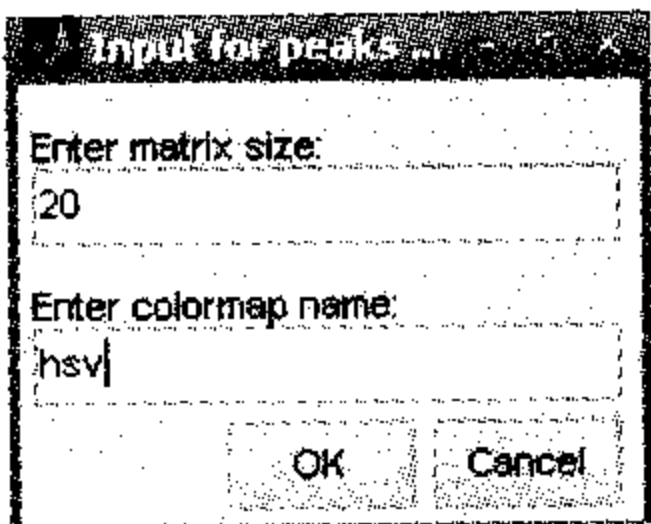 Input for peaks ...
Enter matrix size:
20
Enter colormap name:
hsv
OK
Cancel